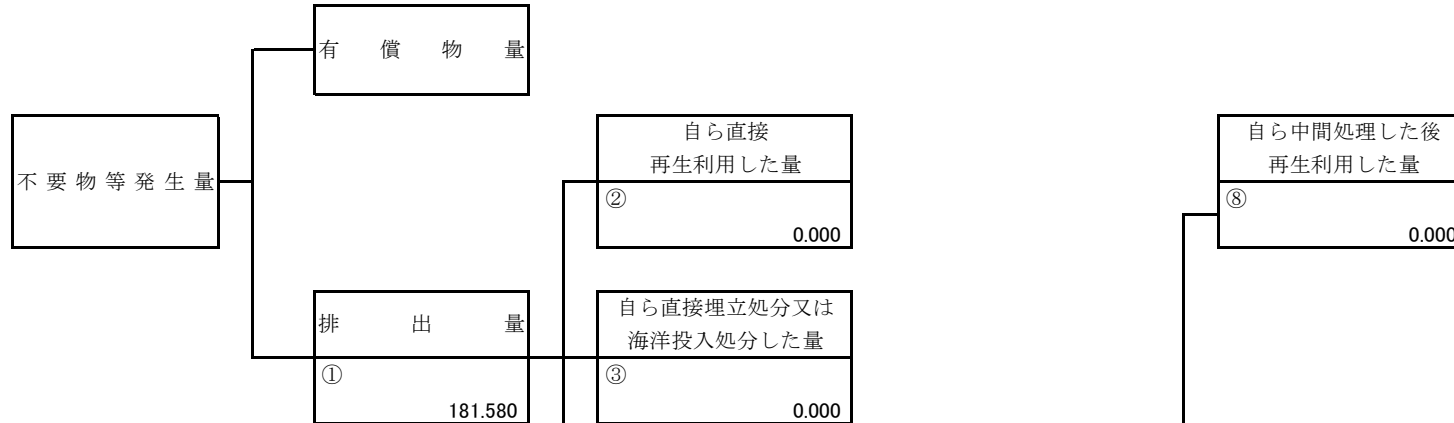 有償物量
不要物等発生量
自ら直接
再生利用した量
②
0.000
自ら中間処理した後
再生利用した量
⑧
0.000
排出量
①
181.580
自ら直接埋立処分又は
海洋投入処分した量
③
0.000